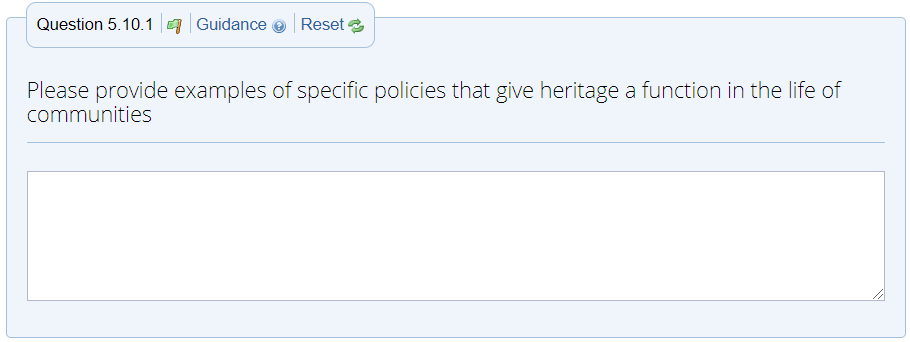 Question 5.10.1 Guidance Reset
Please provide examples of specific policies that give heritage a function in the life of
communities